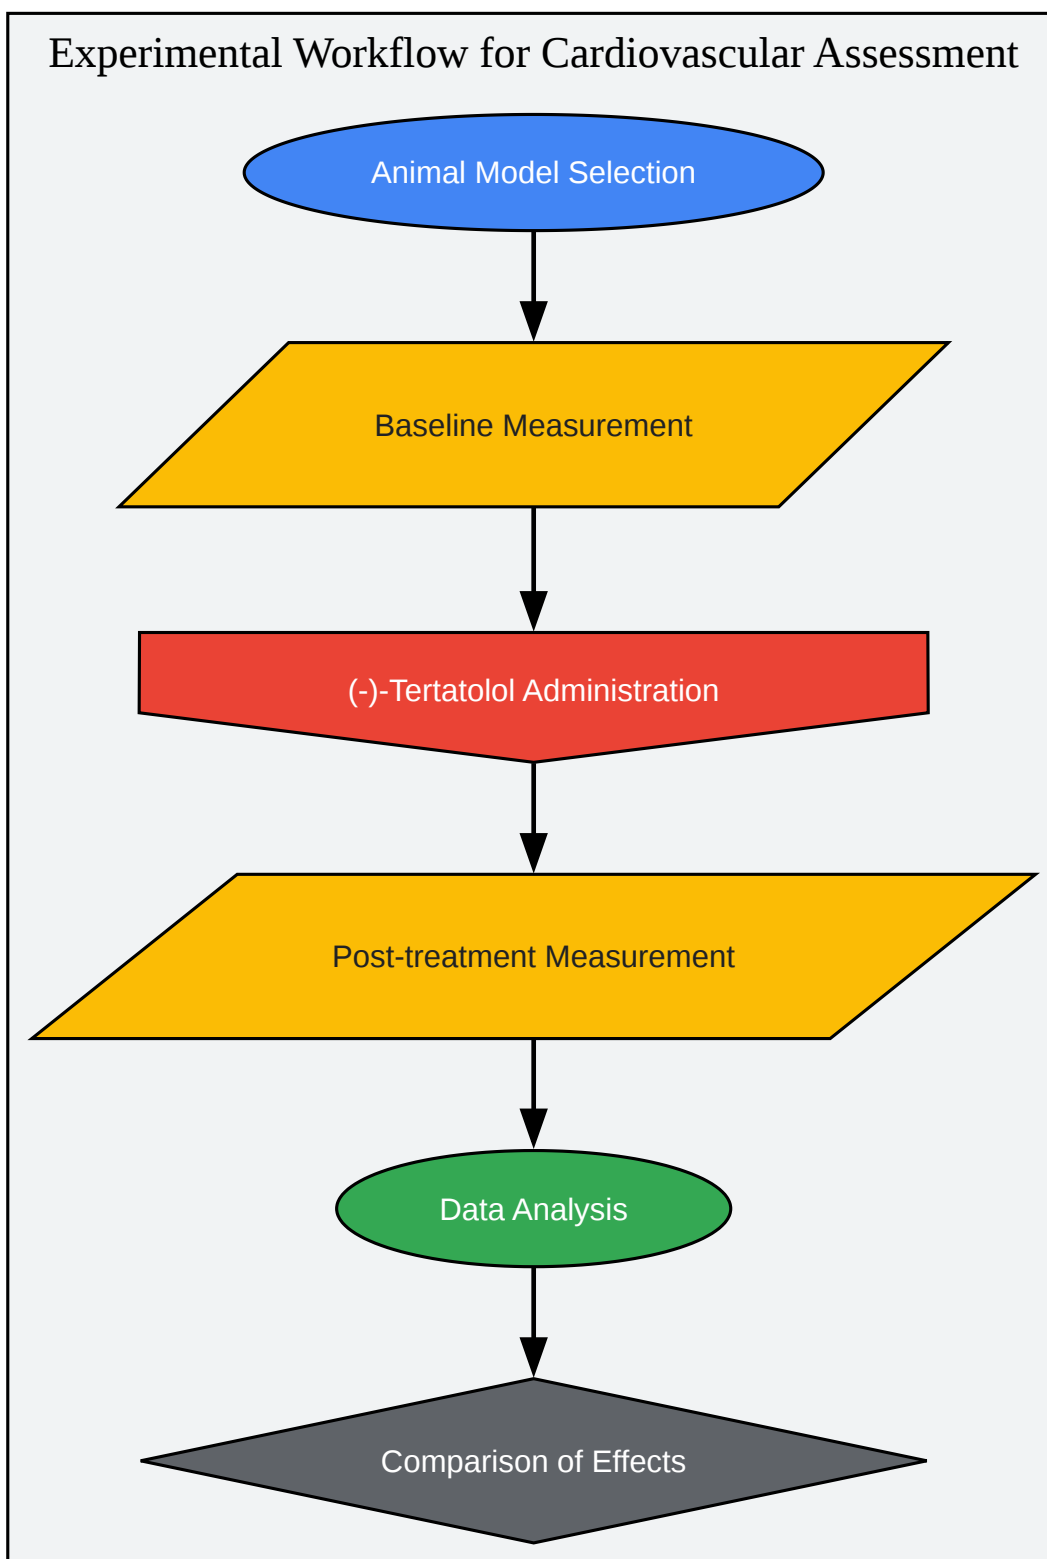 Experimental Workflow for Cardiovascular Assessment
Animal Model Selection
Baseline Measurement
(-)-Tertatolol Administration
Post-treatment Measurement
Data Analysis
Comparison of Effects